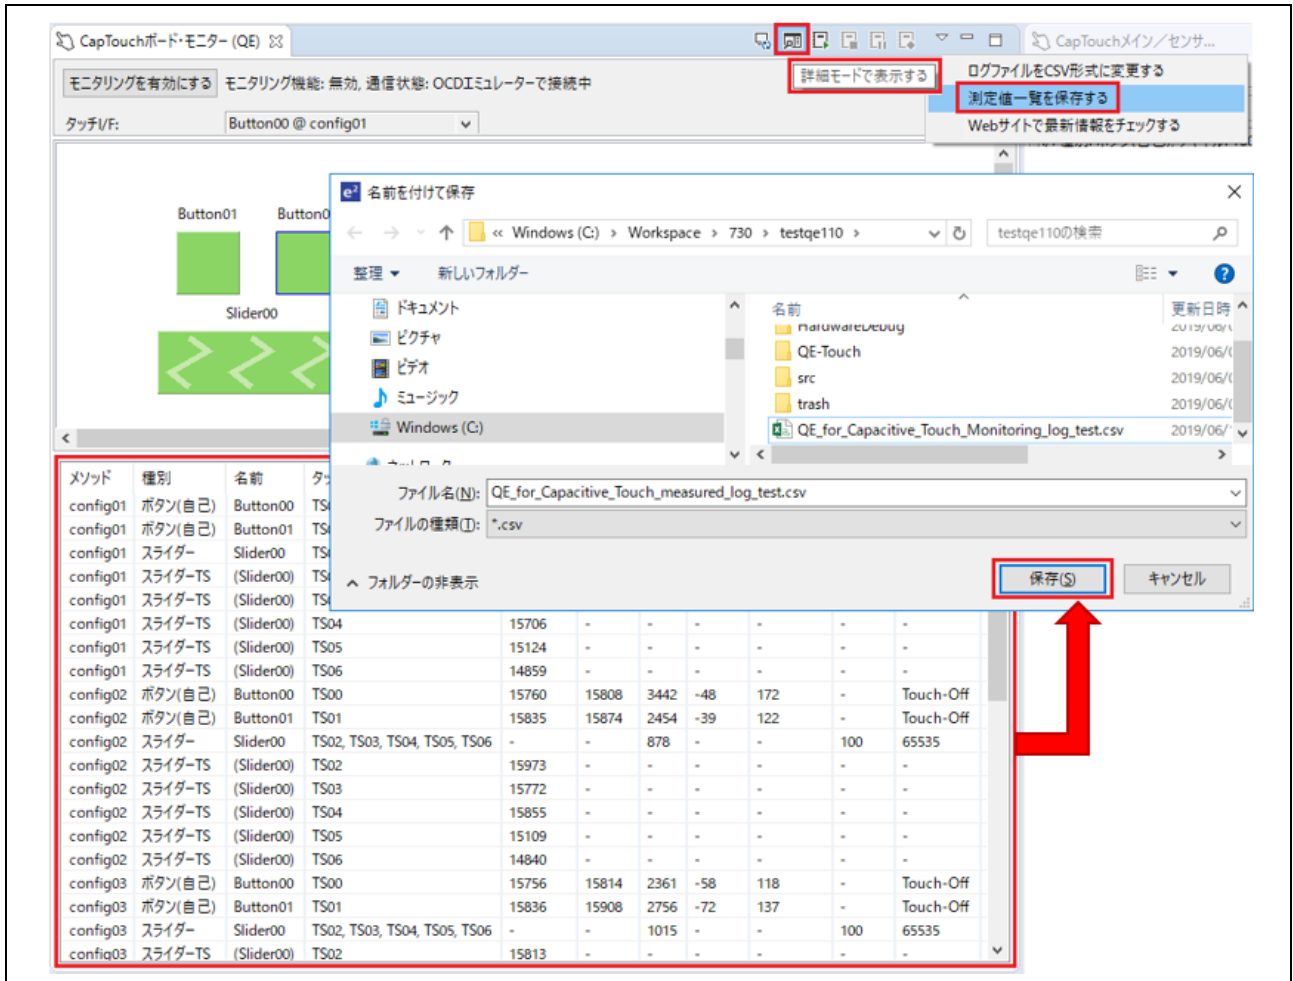 CapTouchボード・モニター (QE)
CapTouchメイン／センサ...
モニタリングを有効にする モニタリング機能: 無効, 通信状態: OCDエミュレーターで接続中
詳細モードで表示する
ログファイルをCSV形式に変更する
測定値一覧を保存する
Webサイトで最新情報をチェックする
タッチI/F: Button00 @ config01
Button01 Button0
Slider00
e² 名前を付けて保存
« Windows (C:) › Workspace › 730 › testqe110 ›
testqe110の検索
整理 新しいフォルダー
ドキュメント
ピクチャ
ビデオ
ミュージック
Windows (C:)
名前 更新日時
HardwareDebug 2019/06/
QE-Touch 2019/06/
src 2019/06/
trash 2019/06/
QE_for_Capacitive_Touch_Monitoring_log_test.csv 2019/06/
ファイル名(N): QE_for_Capacitive_Touch_measured_log_test.csv
ファイルの種類(T): *.csv
フォルダーの非表示
保存(S) キャンセル
メソッド 種別 名前
config01 ボタン(自己) Button00
config01 ボタン(自己) Button01
config01 スライダー Slider00
config01 スライダーTS (Slider00)
config01 スライダーTS (Slider00)
config01 スライダーTS (Slider00) TS04 15706 - - - - - -
config01 スライダーTS (Slider00) TS05 15124 - - - - - -
config01 スライダーTS (Slider00) TS06 14859 - - - - - -
config02 ボタン(自己) Button00 TS00 15760 15808 3442 -48 172 - Touch-Off
config02 ボタン(自己) Button01 TS01 15835 15874 2454 -39 122 - Touch-Off
config02 スライダー Slider00 TS02, TS03, TS04, TS05, TS06 - - 878 - - 100 65535
config02 スライダーTS (Slider00) TS02 15973 - - - - - -
config02 スライダーTS (Slider00) TS03 15772 - - - - - -
config02 スライダーTS (Slider00) TS04 15855 - - - - - -
config02 スライダーTS (Slider00) TS05 15109 - - - - - -
config02 スライダーTS (Slider00) TS06 14840 - - - - - -
config03 ボタン(自己) Button00 TS00 15756 15814 2361 -58 118 - Touch-Off
config03 ボタン(自己) Button01 TS01 15836 15908 2756 -72 137 - Touch-Off
config03 スライダー Slider00 TS02, TS03, TS04, TS05, TS06 - - 1015 - - 100 65535
config03 スライダーTS (Slider00) TS02 15813 - - - - - -